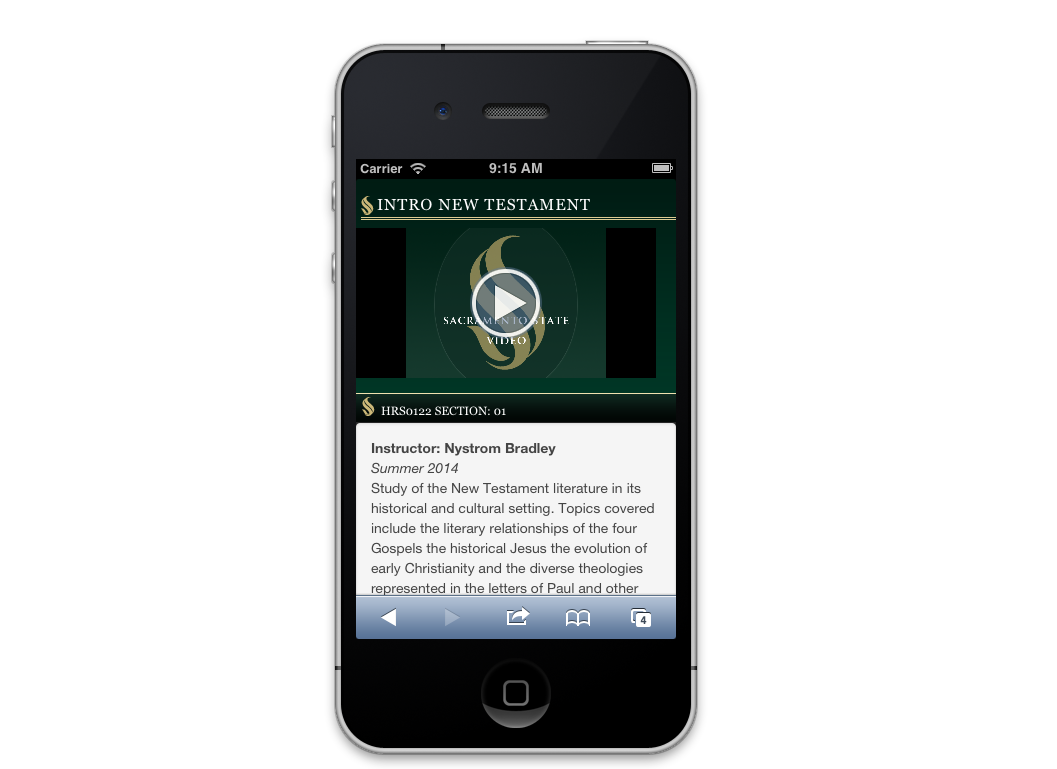 Carrier 9:15 AM
INTRO NEW TESTAMENT
SACRAMENTO STATE
VIDEO
HRS0122 SECTION: 01
Instructor: Nystrom Bradley
Summer 2014
Study of the New Testament literature in its
historical and cultural setting. Topics covered
include the literary relationships of the four
Gospels the historical Jesus the evolution of
early Christianity and the diverse theologies
represented in the letters of Paul and other
4